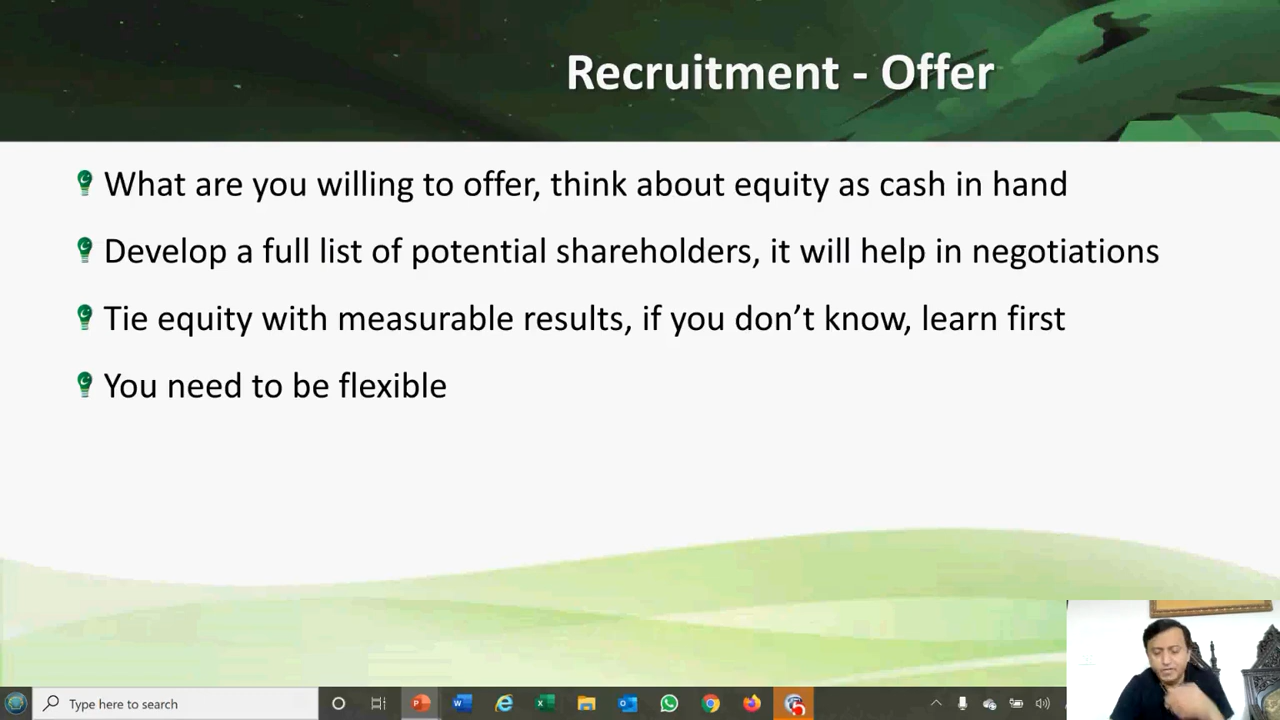 Recruitment - Offer
What are you willing to offer, think about equity as cash in hand
Develop a full list of potential shareholders, it will help in negotiations
Tie equity with measurable results, if you don’t know, learn first
You need to be flexible
Type here to search